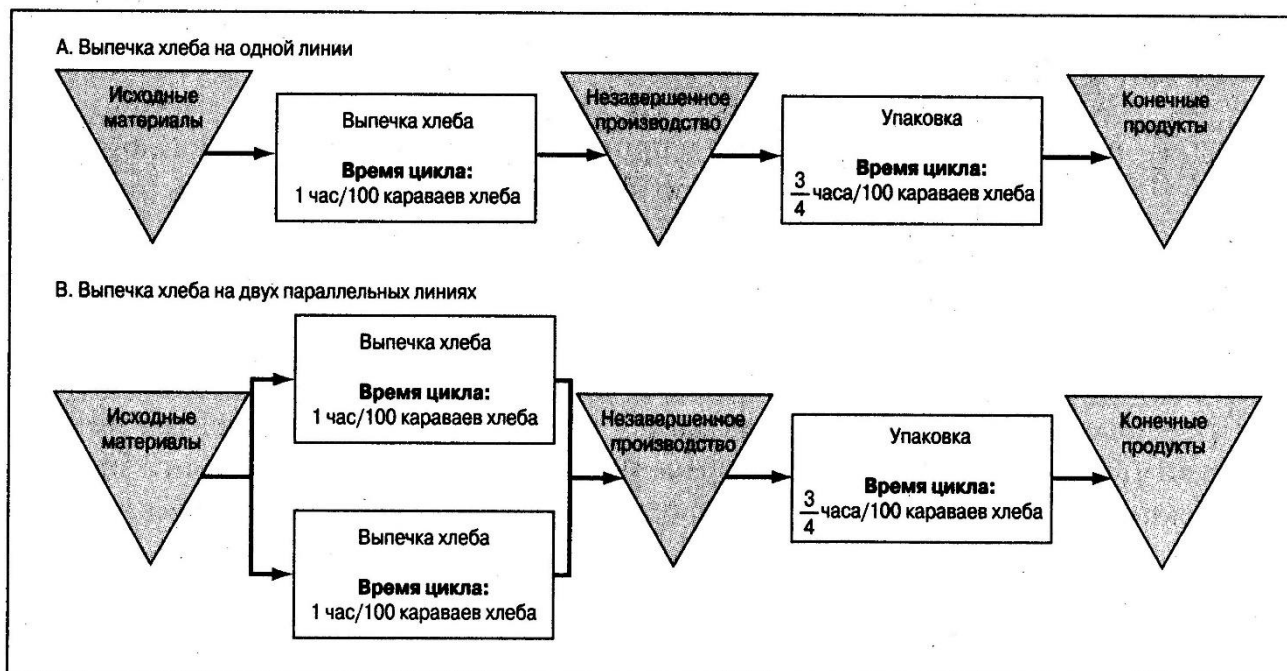 А. Выпечка хлеба на одной линии
Исходные
материалы
Выпечка хлеба
Время цикла:
1 час/100 караваев хлеба
Незавершенное
производство
Упаковка
Время цикла:
3/4 часа/100 караваев хлеба
Конечные
продукты
В. Выпечка хлеба на двух параллельных линиях
Исходные
материалы
Выпечка хлеба
Время цикла:
1 час/100 караваев хлеба
Выпечка хлеба
Время цикла:
1 час/100 караваев хлеба
Незавершенное
производство
Упаковка
Время цикла:
3/4 часа/100 караваев хлеба
Конечные
продукты